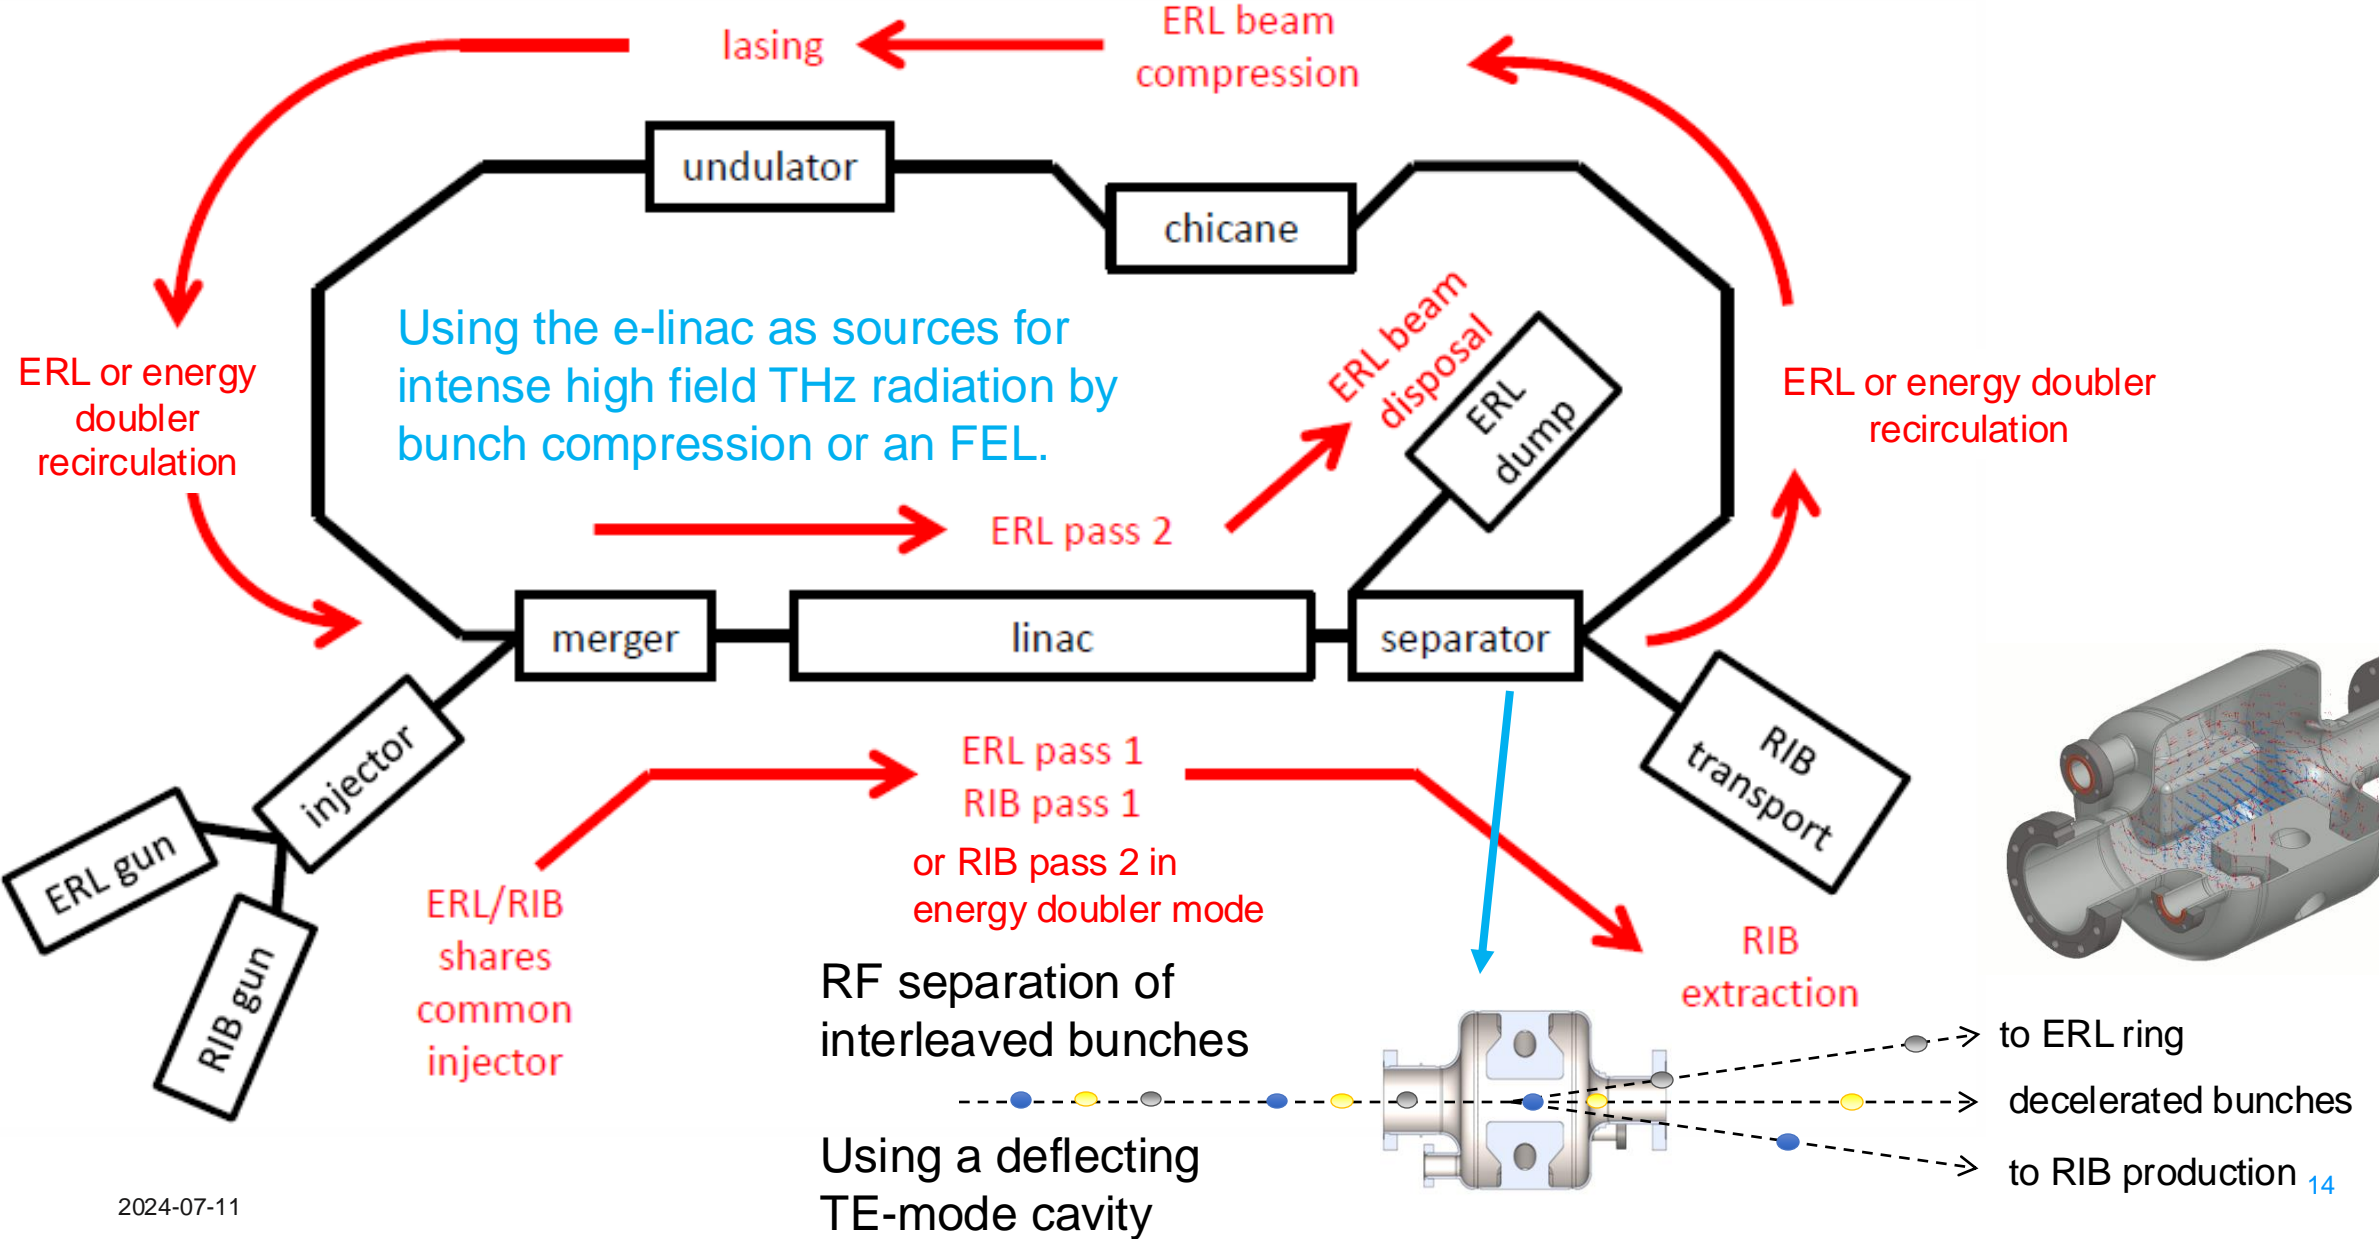 lasing
ERL beam
compression
undulator
chicane
Using the e-linac as sources for
intense high field THz radiation by
bunch compression or an FEL.
ERL beam
disposal
ERL
dump
ERL or energy
doubler
recirculation
ERL or energy doubler
recirculation
ERL pass 2
merger
linac
separator
injector
ERL gun
RIB gun
ERL pass 1
RIB pass 1
or RIB pass 2 in
energy doubler mode
RIB
transport
ERL/RIB
shares
common
injector
RIB
extraction
RF separation of
interleaved bunches
to ERL ring
decelerated bunches
to RIB production
Using a deflecting
TE-mode cavity
2024-07-11
14